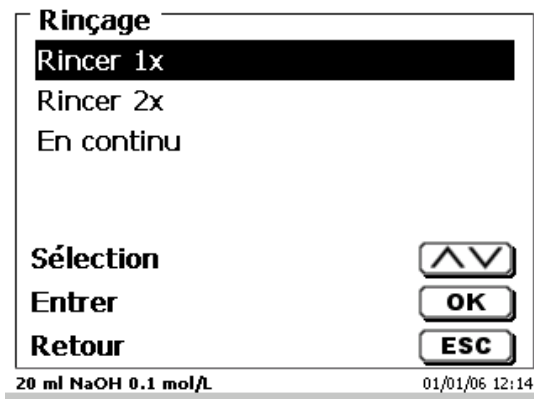 Rinçage
Rincer 1x
Rincer 2x
En continu
Sélection
Entrer OK
Retour ESC
20 ml NaOH 0.1 mol/L 01/01/06 12:14